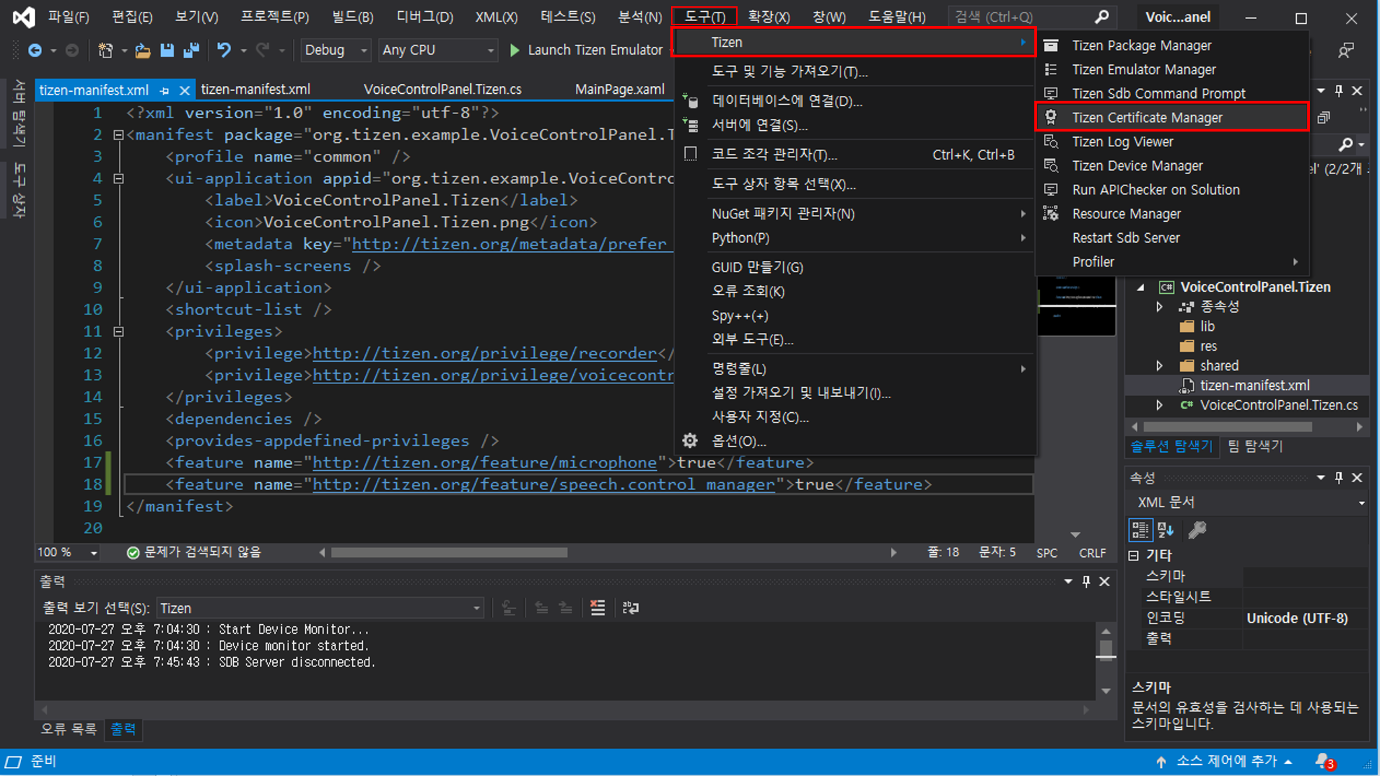 파일(F) 편집(E) 보기(V) 프로젝트(P) 빌드(B) 디버그(D) XML(X) 테스트(S) 분석(N) 도구(T) 확장(X) 창(W) 도움말(H) 검색 (Ctrl+Q) Voic...anel
Debug Any CPU Launch Tizen Emulator
Tizen
도구 및 기능 가져오기(T)...
데이터베이스에 연결(D)...
서버에 연결(S)...
코드 조각 관리자(T)... Ctrl+K, Ctrl+B
도구 상자 항목 선택(X)...
NuGet 패키지 관리자(N)
Python(P)
GUID 만들기(G)
오류 조회(K)
Spy++(+)
외부 도구(E)...
명령줄(L)
설정 가져오기 및 내보내기(I)...
사용자 지정(C)...
옵션(O)...
Tizen Package Manager
Tizen Emulator Manager
Tizen Sdb Command Prompt
Tizen Certificate Manager
Tizen Log Viewer
Tizen Device Manager
Run APIChecker on Solution
Resource Manager
Restart Sdb Server
Profiler
서버 탐색기
도구 상자
tizen-manifest.xml tizen-manifest.xml VoiceControlPanel.Tizen.cs MainPage.xaml
1 <?xml version="1.0" encoding="utf-8"?>
2 <manifest package="org.tizen.example.VoiceControlPanel.T
3 <profile name="common" />
4 <ui-application appid="org.tizen.example.VoiceContro
5 <label>VoiceControlPanel.Tizen</label>
6 <icon>VoiceControlPanel.Tizen.png</icon>
7 <metadata key="http://tizen.org/metadata/prefer_
8 <splash-screens />
9 </ui-application>
10 <shortcut-list />
11 <privileges>
12 <privilege>http://tizen.org/privilege/recorder</
13 <privilege>http://tizen.org/privilege/voicecontr
14 </privileges>
15 <dependencies />
16 <provides-appdefined-privileges />
17 <feature name="http://tizen.org/feature/microphone">true</feature>
18 <feature name="http://tizen.org/feature/speech.control_manager">true</feature>
19 </manifest>
20
100 % 문제가 검색되지 않음 줄: 18 문자: 5 SPC CRLF
el' (2/2개
VoiceControlPanel.Tizen
종속성
lib
res
shared
tizen-manifest.xml
VoiceControlPanel.Tizen.cs
솔루션 탐색기 팀 탐색기
속성
XML 문서
기타
스키마
스타일시트
인코딩 Unicode (UTF-8)
출력
스키마
문서의 유효성을 검사하는 데 사용되는
스키마입니다.
출력
출력 보기 선택(S): Tizen
2020-07-27 오후 7:04:30 : Start Device Monitor...
2020-07-27 오후 7:04:30 : Device monitor started.
2020-07-27 오후 7:45:43 : SDB Server disconnected.
오류 목록 출력
준비 소스 제어에 추가 3